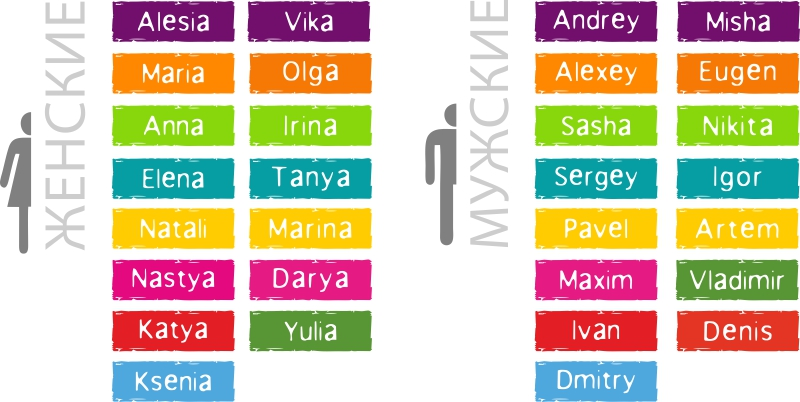 ЖЕНСКИЕ
Alesia
Maria
Anna
Elena
Natali
Nastya
Katya
Ksenia
Vika
Olga
Irina
Tanya
Marina
Darya
Yulia
МУЖСКИЕ
Andrey
Alexey
Sasha
Sergey
Pavel
Maxim
Ivan
Dmitry
Misha
Eugen
Nikita
Igor
Artem
Vladimir
Denis